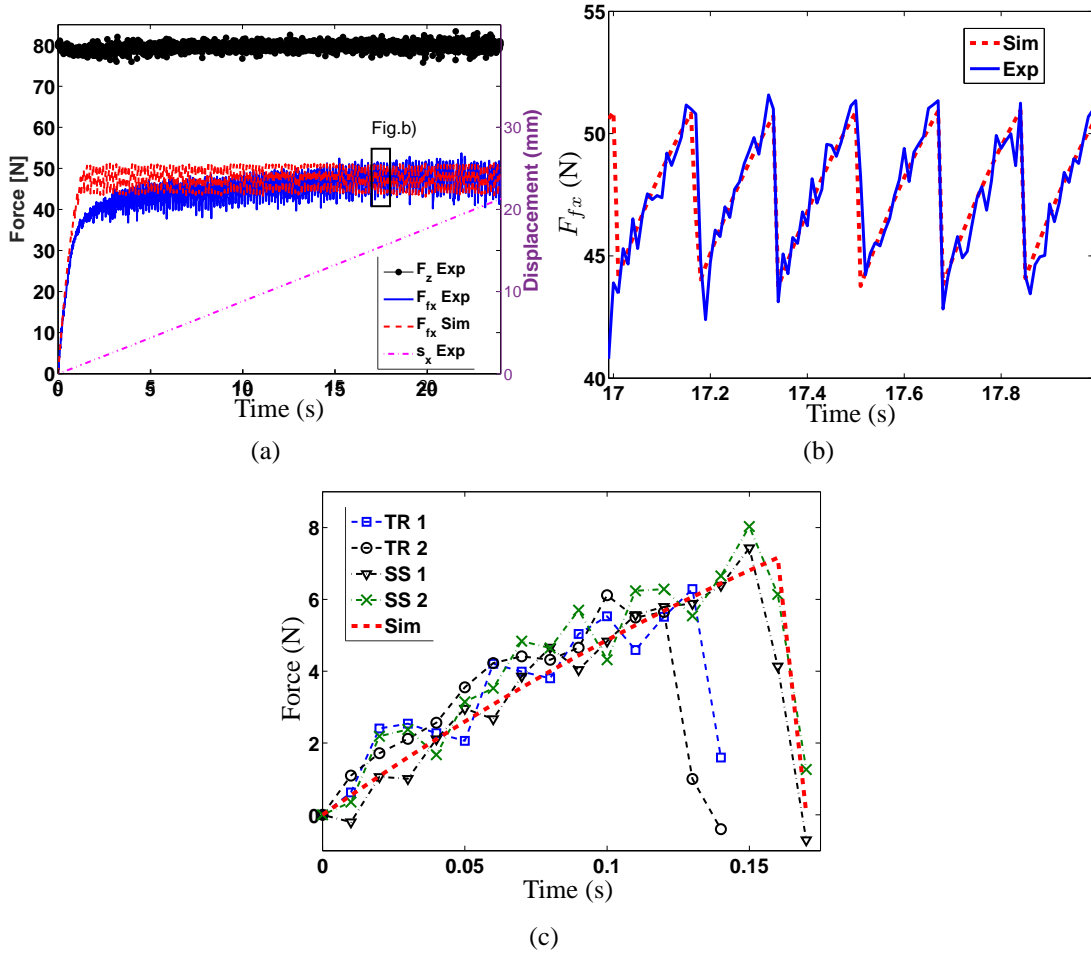 90
80
70
60
50
40
30
20
10
0
Force [N]
30
20
10
0
Displacement (mm)
0 5 10 15 20
Time (s)
Fig.b)
F_z Exp
F_fx Exp
F_fx Sim
s_x Exp
(a)
55
50
45
40
F_fx (N)
17 17.2 17.4 17.6 17.8
Time (s)
Sim
Exp
(b)
8
6
4
2
0
Force (N)
0 0.05 0.1 0.15
Time (s)
TR 1
TR 2
SS 1
SS 2
Sim
(c)